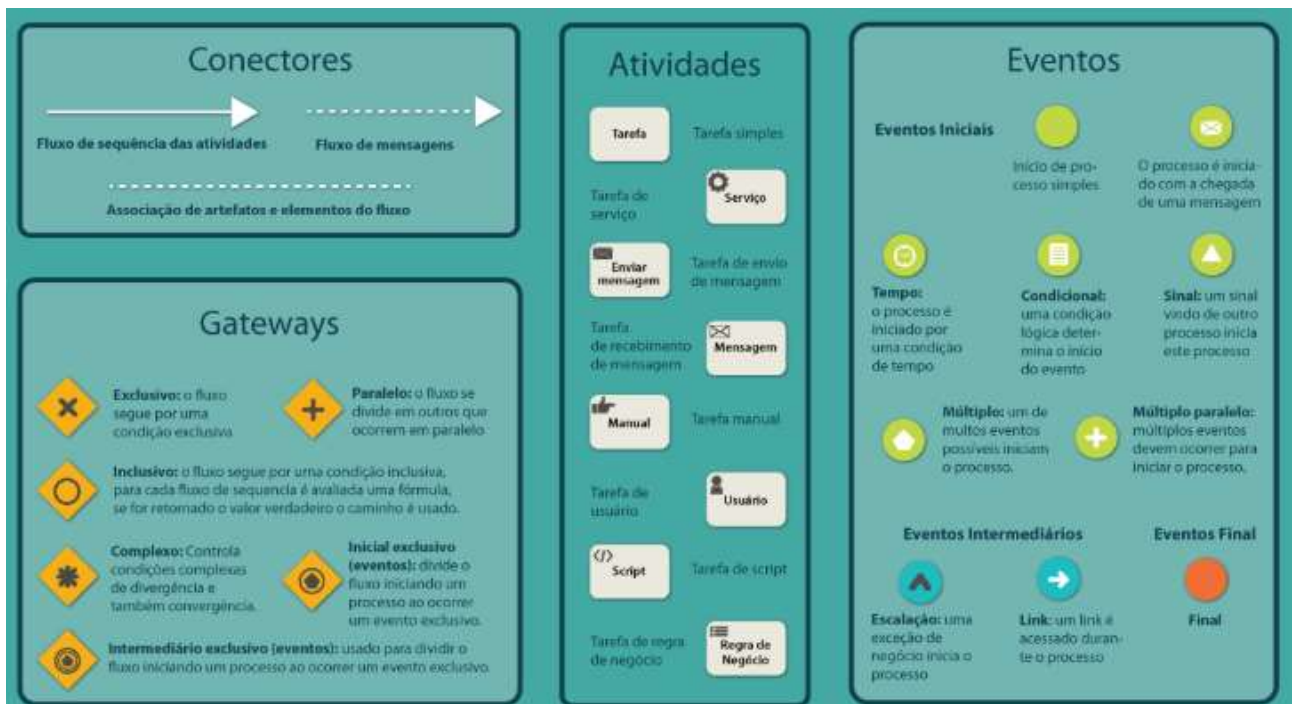 Conectores
Fluxo de sequência das atividades
Fluxo de mensagens
Associação de artefatos e elementos do fluxo
Gateways
Exclusivo: o fluxo
segue por uma
condição exclusiva
Paralelo: o fluxo se
divide em outros que
ocorrem em paralelo
Inclusivo: o fluxo segue por uma condição inclusiva,
para cada fluxo de sequencia é avaliada uma fórmula,
se for retornado o valor verdadeiro o caminho é usado.
Complexo: Controla
condições complexas
de divergência e
também convergência.
Inicial exclusivo
(eventos): divide o
fluxo iniciando um
processo ao ocorrer
um evento exclusivo.
Intermediário exclusivo (eventos): usado para dividir o
fluxo iniciando um processo ao ocorrer um evento exclusivo.
Atividades
Tarefa
Tarefa simples
Tarefa de
serviço
Serviço
Enviar
mensagem
Tarefa de envio
de mensagem
Tarefa
de recebimento
de mensagem
Mensagem
Manual
Tarefa manual
Tarefa de
usuário
Usuário
Script
Tarefa de script
Tarefa de regra
de negócio
Regra de
Negócio
Eventos
Eventos Iniciais
Início de pro-
cesso simples
O processo é inicia-
do com a chegada
de uma mensagem
Tempo:
o processo é
iniciado por
uma condição
de tempo
Condicional:
uma condição
lógica deter-
mina o início
do evento
Sinal: um sinal
vindo de outro
processo inicia
este processo
Múltiplo: um de
muitos eventos
possíveis iniciam
o processo.
Múltiplo paralelo:
múltiplos eventos
devem ocorrer para
iniciar o processo.
Eventos Intermediários
Eventos Final
Escalação: uma
exceção de
negócio inicia o
processo
Link: um link é
acessado duran-
te o processo
Final